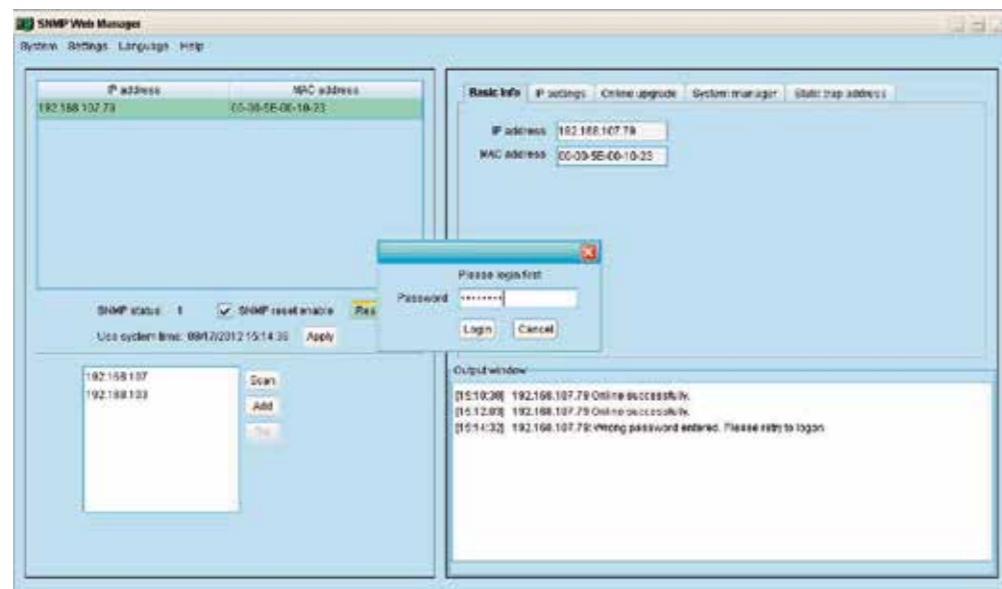 SNMP Web Manager
System Settings Language Help
IP address MAC address
192.168.107.79 00-30-5E-00-10-23
SNMP status: 1 SNMP reset enable
Use system time: 09/17/2012 15:14:36 Apply
192.168.107
192.168.103
Scan
Add
Basic Info IP settings Online upgrade System manager Static trap address
IP address 192.168.107.79
MAC address 00-30-5E-00-10-23
Please login first
Password ********
Login Cancel
Output window
[15:10:38] 192.168.107.79 Online successfully.
[15:12:03] 192.168.107.79 Online successfully.
[15:14:32] 192.168.107.79: Wrong password entered. Please retry to logon.